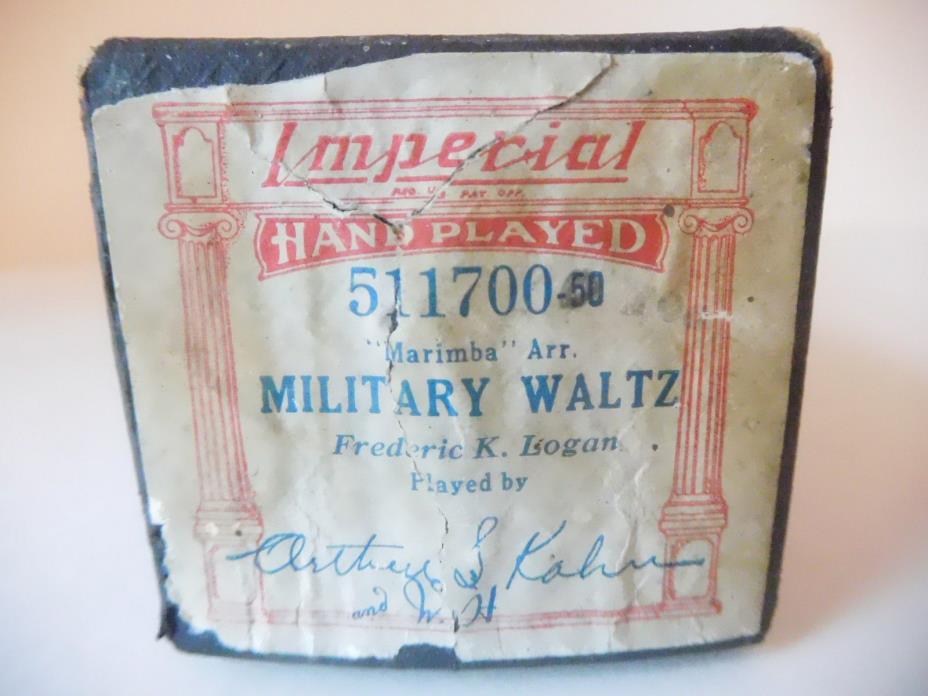 Imperial
REG. U.S. PAT. OFF.
HAND PLAYED
511700-50
"Marimba" Arr.
MILITARY WALTZ
Frederic K. Logan
Played by
Arthur S Kahn
and W. H